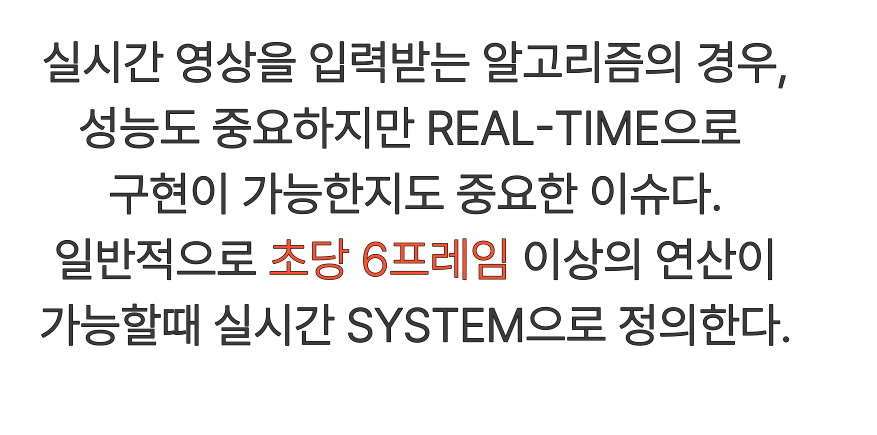 실시간 영상을 입력받는 알고리즘의 경우,
성능도 중요하지만 REAL-TIME으로
구현이 가능한지도 중요한 이슈다.
일반적으로 초당 6프레임 이상의 연산이
가능할때 실시간 SYSTEM으로 정의한다.